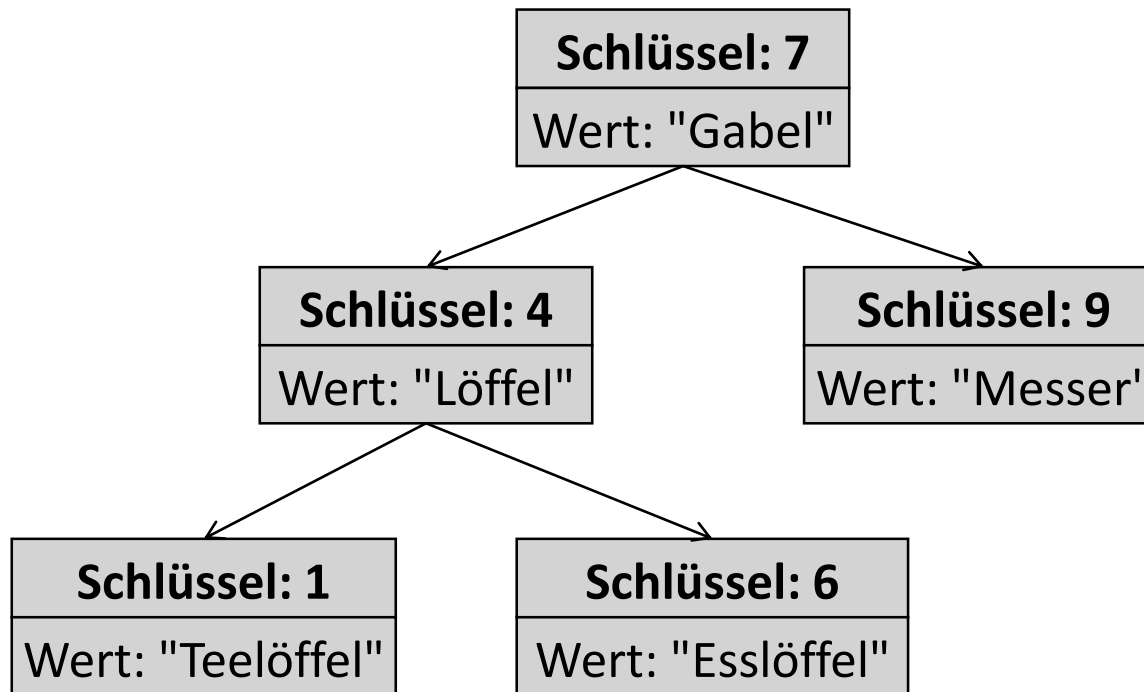 Schlüssel: 7
Wert: "Gabel"
Schlüssel: 4
Wert: "Löffel"
Schlüssel: 9
Wert: "Messer"
Schlüssel: 1
Wert: "Teelöffel"
Schlüssel: 6
Wert: "Esslöffel"